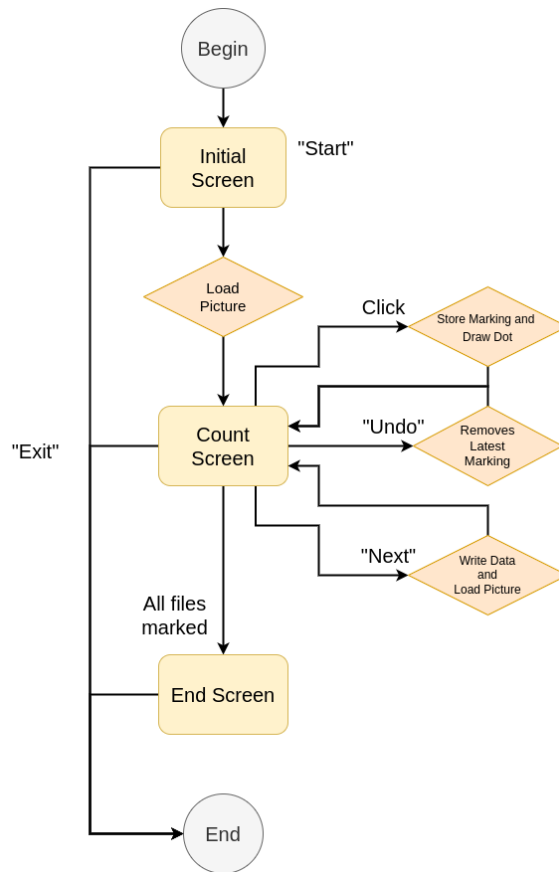 Begin
Initial
Screen
"Start"
Load
Picture
Click
Store Marking and
Draw Dot
Count
Screen
"Undo"
Removes
Latest
Marking
"Exit"
"Next"
Write Data
and
Load Picture
All files
marked
End Screen
End